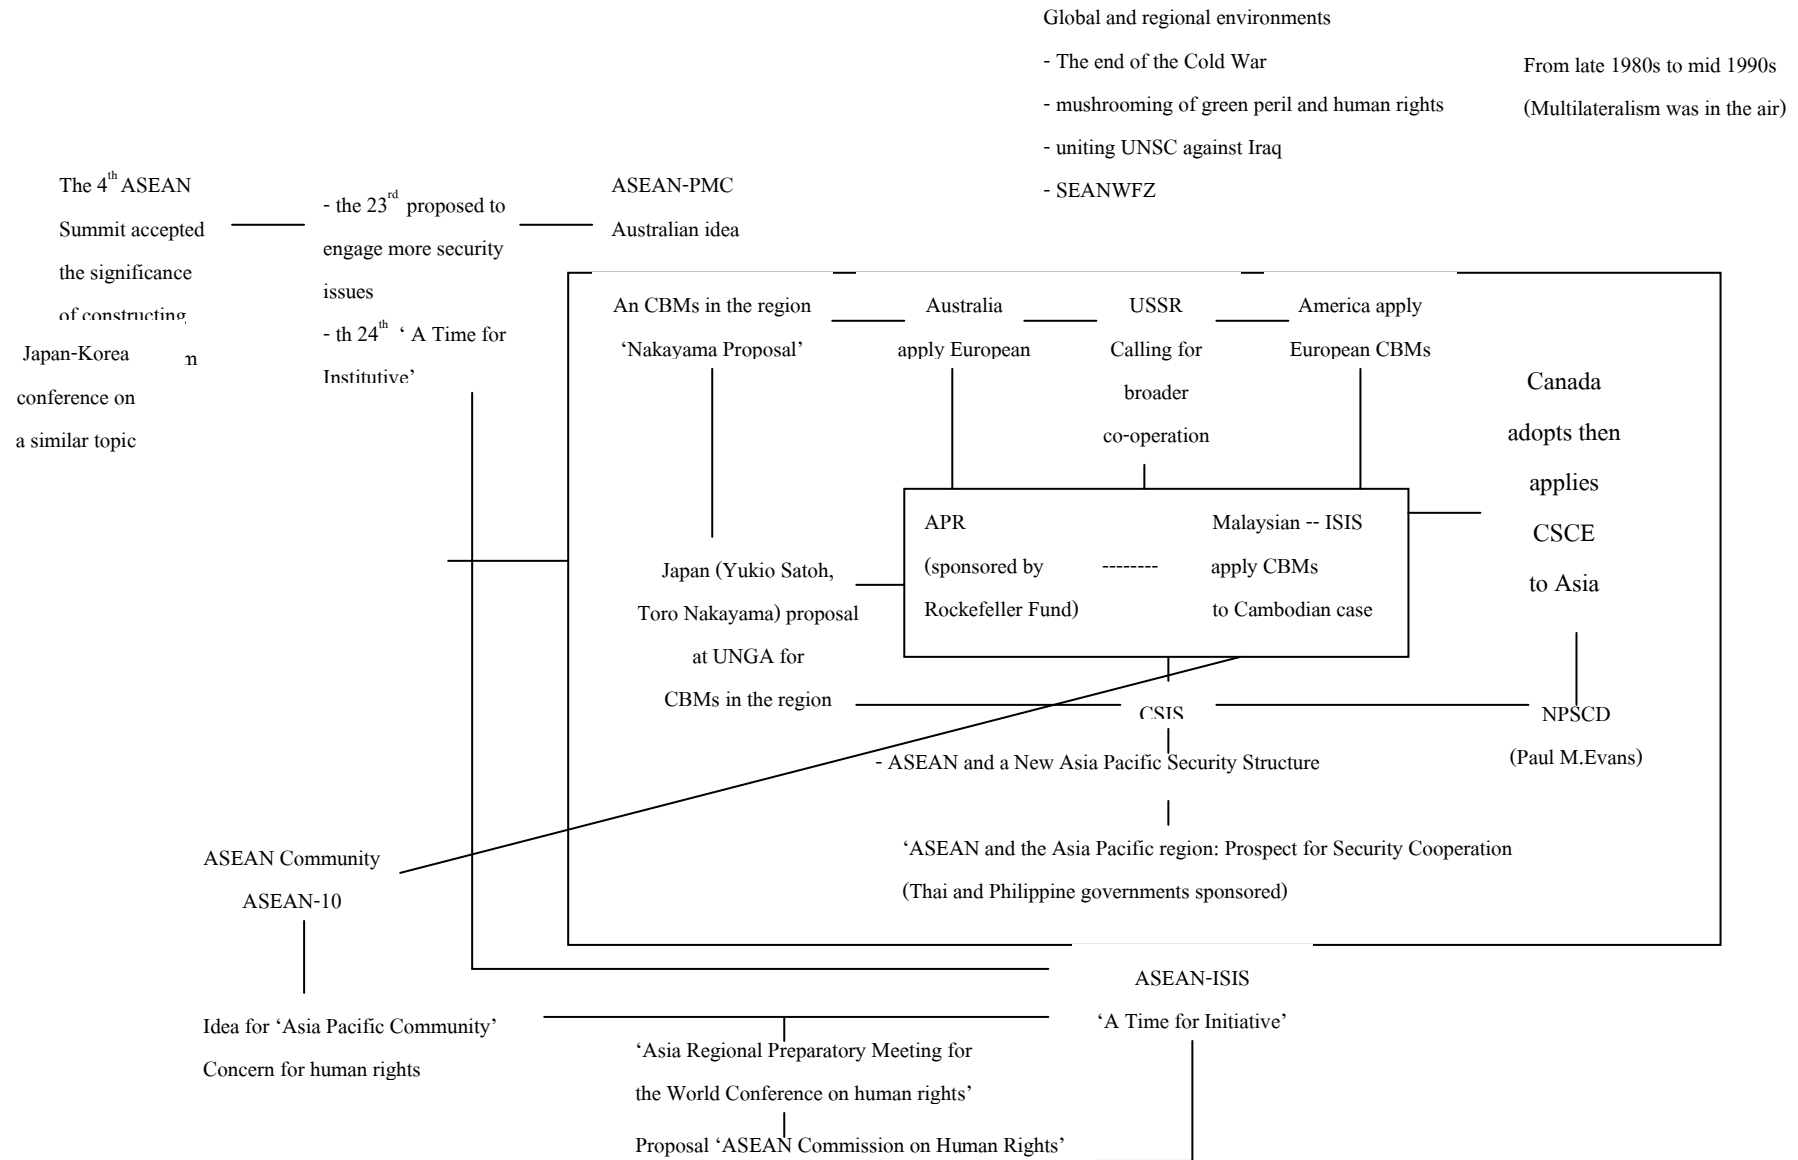 Global and regional environments
- The end of the Cold War
- mushrooming of green peril and human rights
- uniting UNSC against Iraq
- SEANWFZ
From late 1980s to mid 1990s
(Multilateralism was in the air)
The 4th ASEAN
Summit accepted
the significance
of constructing
Japan-Korea
conference on
a similar topic
- the 23rd proposed to
engage more security
issues
- th 24th ‘ A Time for
Institutive’
ASEAN-PMC
Australian idea
An CBMs in the region
‘Nakayama Proposal’
Australia
apply European
USSR
Calling for
broader
co-operation
America apply
European CBMs
Canada
adopts then
applies
CSCE
to Asia
Japan (Yukio Satoh,
Toro Nakayama) proposal
at UNGA for
CBMs in the region
APR
(sponsored by
Rockefeller Fund)
--------
Malaysian -- ISIS
apply CBMs
to Cambodian case
CSIS
NPSCD
(Paul M.Evans)
- ASEAN and a New Asia Pacific Security Structure
‘ASEAN and the Asia Pacific region: Prospect for Security Cooperation
(Thai and Philippine governments sponsored)
ASEAN Community
ASEAN-10
Idea for ‘Asia Pacific Community’
Concern for human rights
ASEAN-ISIS
‘A Time for Initiative’
‘Asia Regional Preparatory Meeting for
the World Conference on human rights’
Proposal ‘ASEAN Commission on Human Rights’